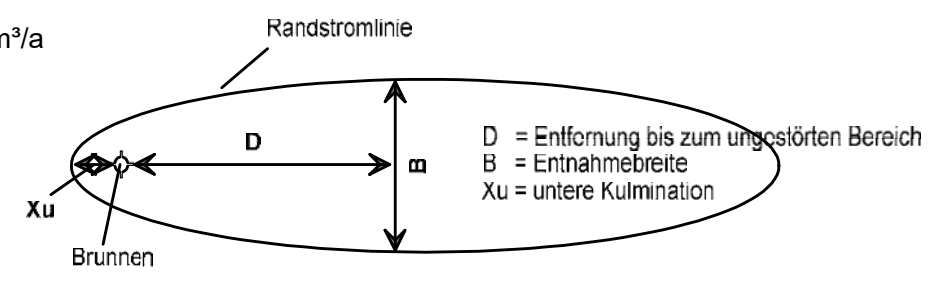 Randstromlinie
m³/a
D
B
D = Entfernung bis zum ungestörten Bereich
B = Entnahmebreite
Xu = untere Kulmination
Xu
Brunnen